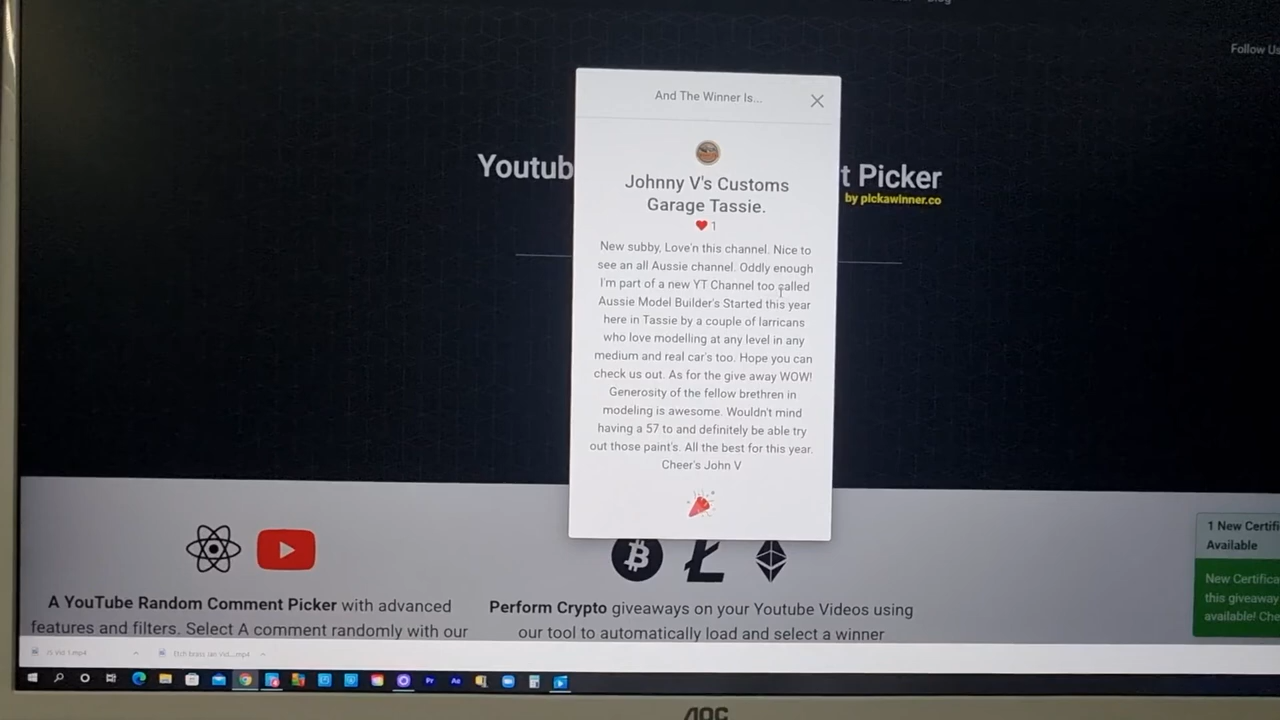 Follow Us
And The Winner Is...
Youtub
t Picker
by pickawinner.co
Johnny V's Customs
Garage Tassie.
1
New subby, Love'n this channel. Nice to
see an all Aussie channel. Oddly enough
I'm part of a new YT Channel too called
Aussie Model Builder's Started this year
here in Tassie by a couple of larricans
who love modelling at any level in any
medium and real car's too. Hope you can
check us out. As for the give away WOW!
Generosity of the fellow brethren in
modeling is awesome. Wouldn't mind
having a 57 to and definitely be able try
out those paint's. All the best for this year.
Cheer's John V
A YouTube Random Comment Picker with advanced
features and filters. Select A comment randomly with our
Perform Crypto giveaways on your Youtube Videos using
our tool to automatically load and select a winner
1 New Certifi
Available
New Certifica
this giveaway
available! Che
Pr
Ae
AOC